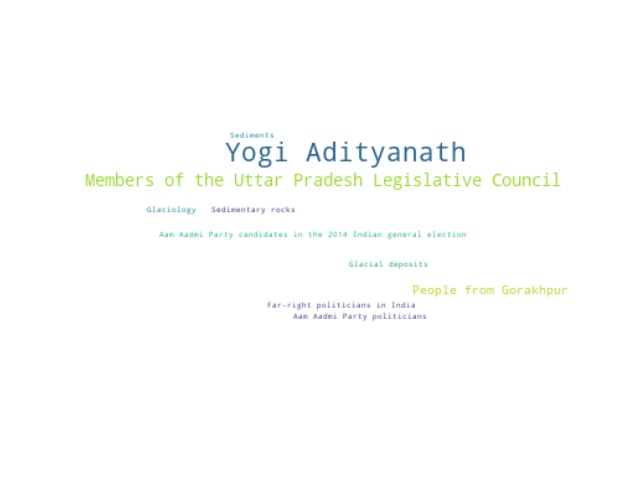 Sediments
Yogi Adityanath
Members of the Uttar Pradesh Legislative Council
Glaciology Sedimentary rocks
Aam Aadmi Party candidates in the 2014 Indian general election
Glacial deposits
People from Gorakhpur
Far-right politicians in India
Aam Aadmi Party politicians